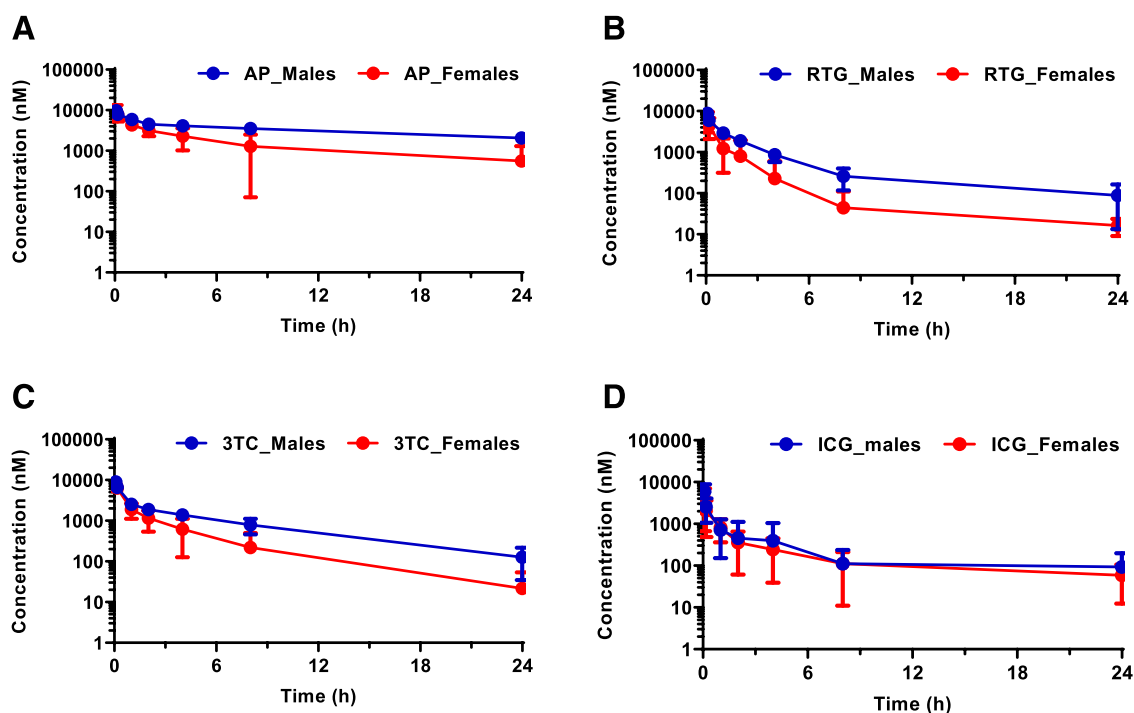 A
AP_Males AP_Females
Concentration (nM)
100000
10000
1000
100
10
1
0 6 12 18 24
Time (h)
B
RTG_Males RTG_Females
Concentration (nM)
100000
10000
1000
100
10
1
0 6 12 18 24
Time (h)
C
3TC_Males 3TC_Females
Concentration (nM)
100000
10000
1000
100
10
1
0 6 12 18 24
Time (h)
D
ICG_males ICG_Females
Concentration (nM)
100000
10000
1000
100
10
1
0 6 12 18 24
Time (h)